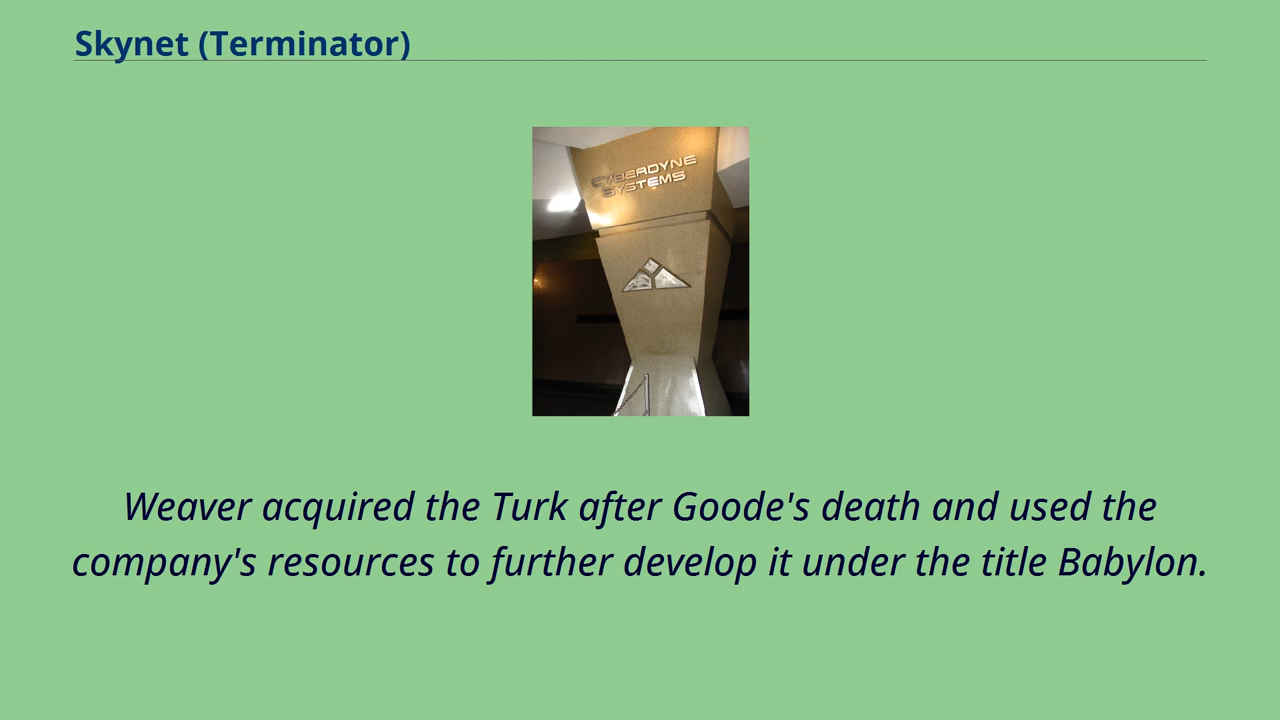 Skynet (Terminator)
CYBERDYNE
SYSTEMS
Weaver acquired the Turk after Goode's death and used the
company's resources to further develop it under the title Babylon.